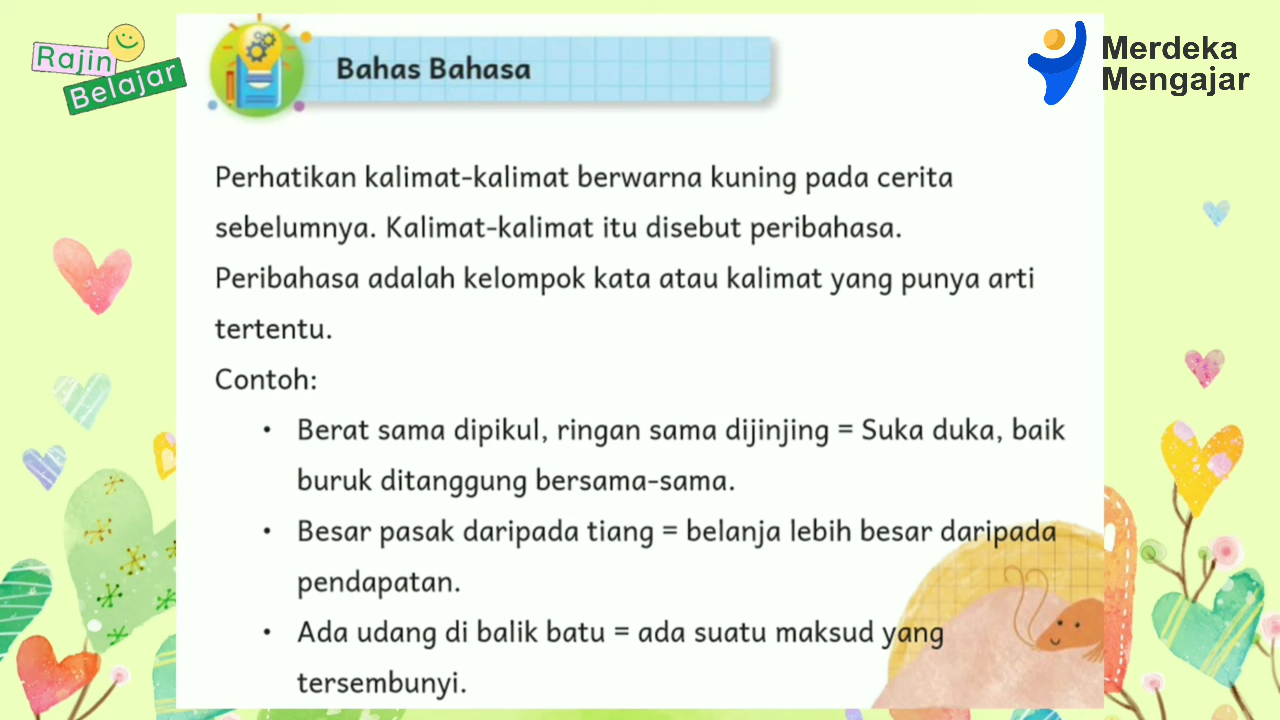 Rajin
Belajar
Bahas Bahasa
Merdeka
Mengajar
Perhatikan kalimat-kalimat berwarna kuning pada cerita
sebelumnya. Kalimat-kalimat itu disebut peribahasa.
Peribahasa adalah kelompok kata atau kalimat yang punya arti
tertentu.
Contoh:
• Berat sama dipikul, ringan sama dijinjing = Suka duka, baik
buruk ditanggung bersama-sama.
• Besar pasak daripada tiang = belanja lebih besar daripada
pendapatan.
• Ada udang di balik batu = ada suatu maksud yang
tersembunyi.